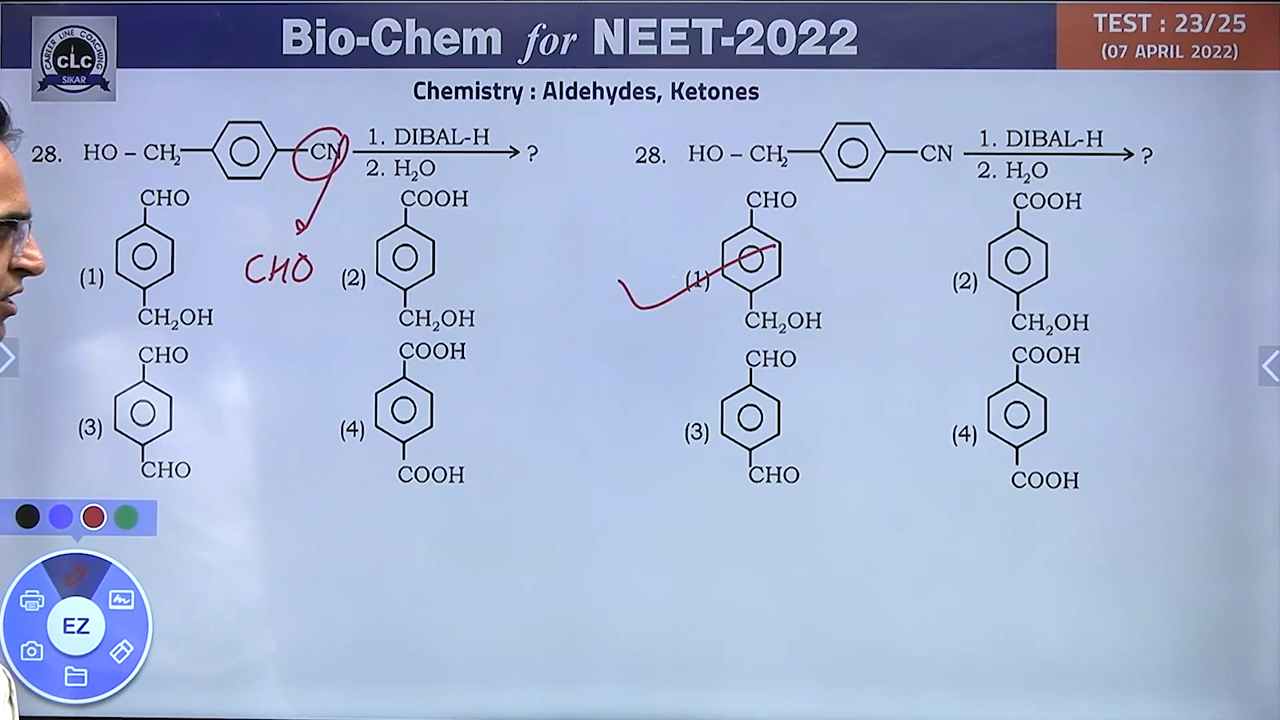 CAREER LINE COACHING
CLC
SIKAR
Bio-Chem for NEET-2022
TEST : 23/25
(07 APRIL 2022)
Chemistry : Aldehydes, Ketones
28. HO – CH₂ CN 1. DIBAL-H ?
2. H₂O
CHO
(1)
CH₂OH
CHO
COOH
(2)
CH₂OH
CHO
(3)
CHO
COOH
(4)
COOH
28. HO – CH₂ CN 1. DIBAL-H ?
2. H₂O
CHO
(1)
CH₂OH
COOH
(2)
CH₂OH
CHO
(3)
CHO
COOH
(4)
COOH
EZ